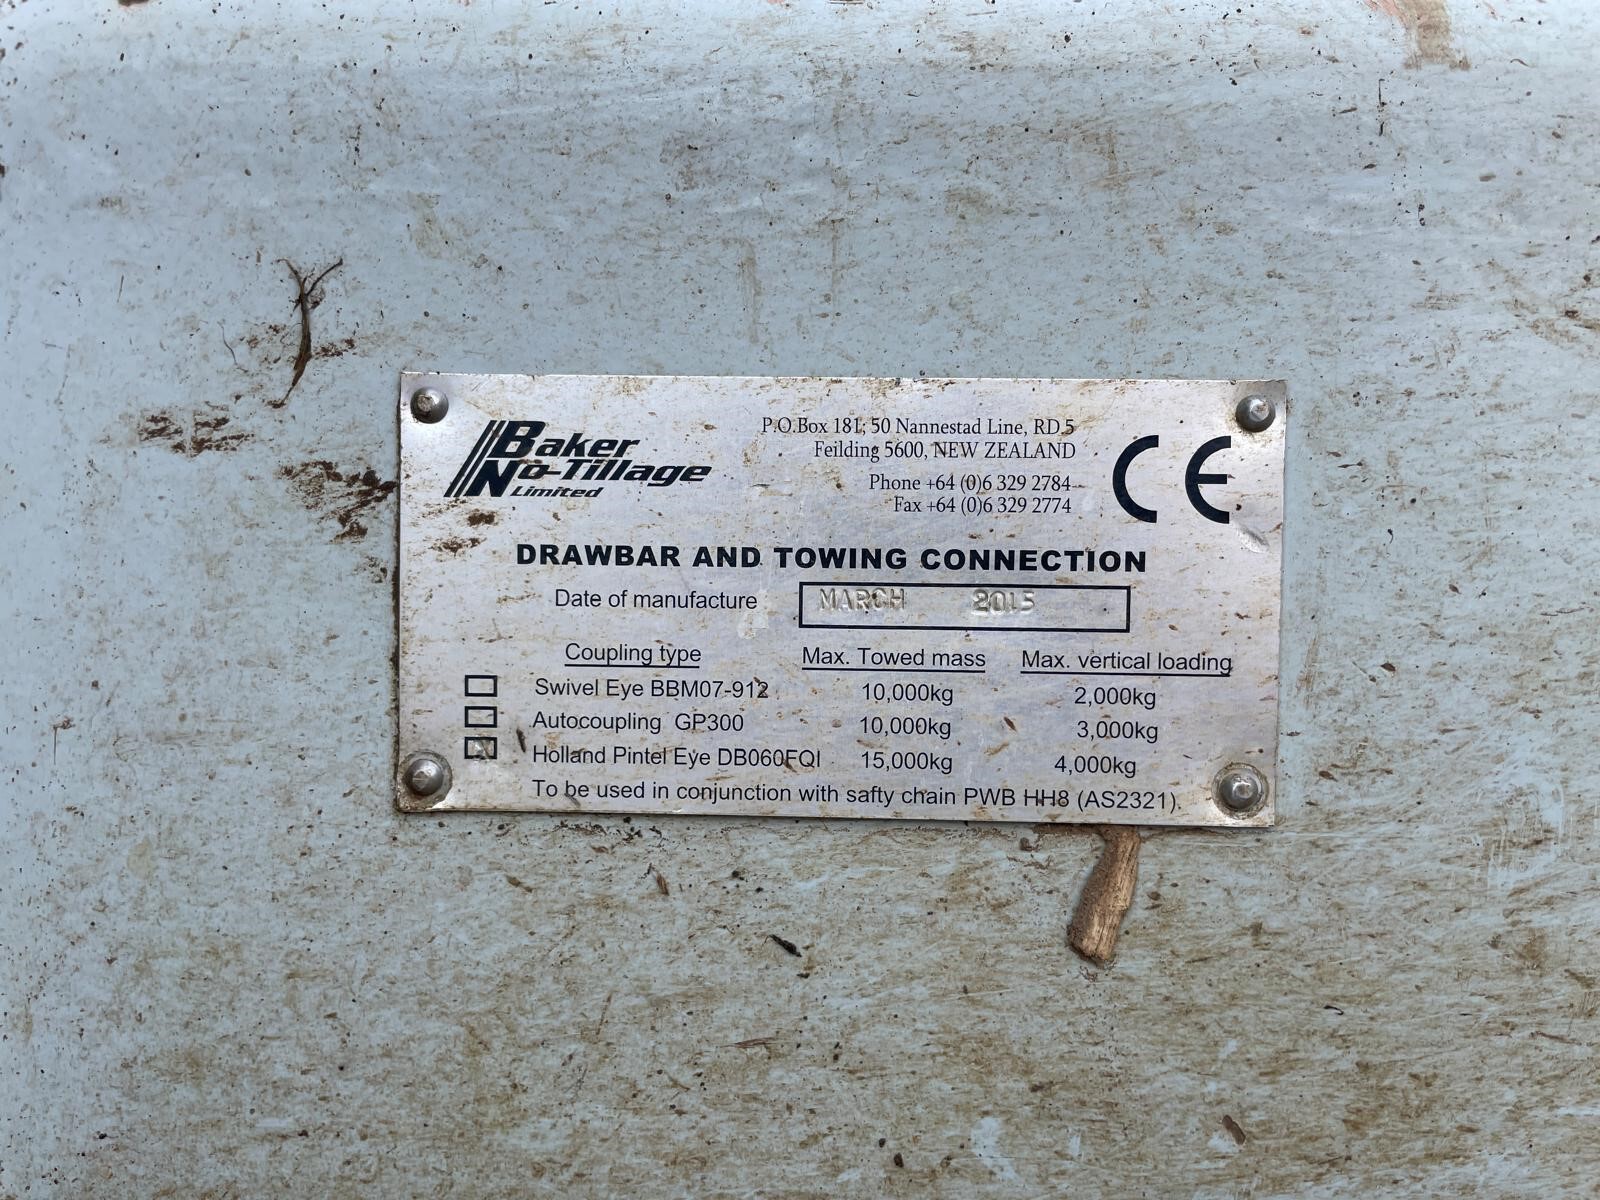 Baker
No-Tillage
Limited
P.O.Box 181; 50 Nannestad Line, RD.5
Feilding 5600, NEW ZEALAND
Phone +64 (0)6 329 2784
Fax +64 (0)6 329 2774
CE
DRAWBAR AND TOWING CONNECTION
Date of manufacture MARCH 2015
Coupling type Max. Towed mass Max. vertical loading
Swivel Eye BBM07-912 10,000kg 2,000kg
Autocoupling GP300 10,000kg 3,000kg
Holland Pintel Eye DB060FQI 15,000kg 4,000kg
To be used in conjunction with safty chain PWB HH8 (AS2321).